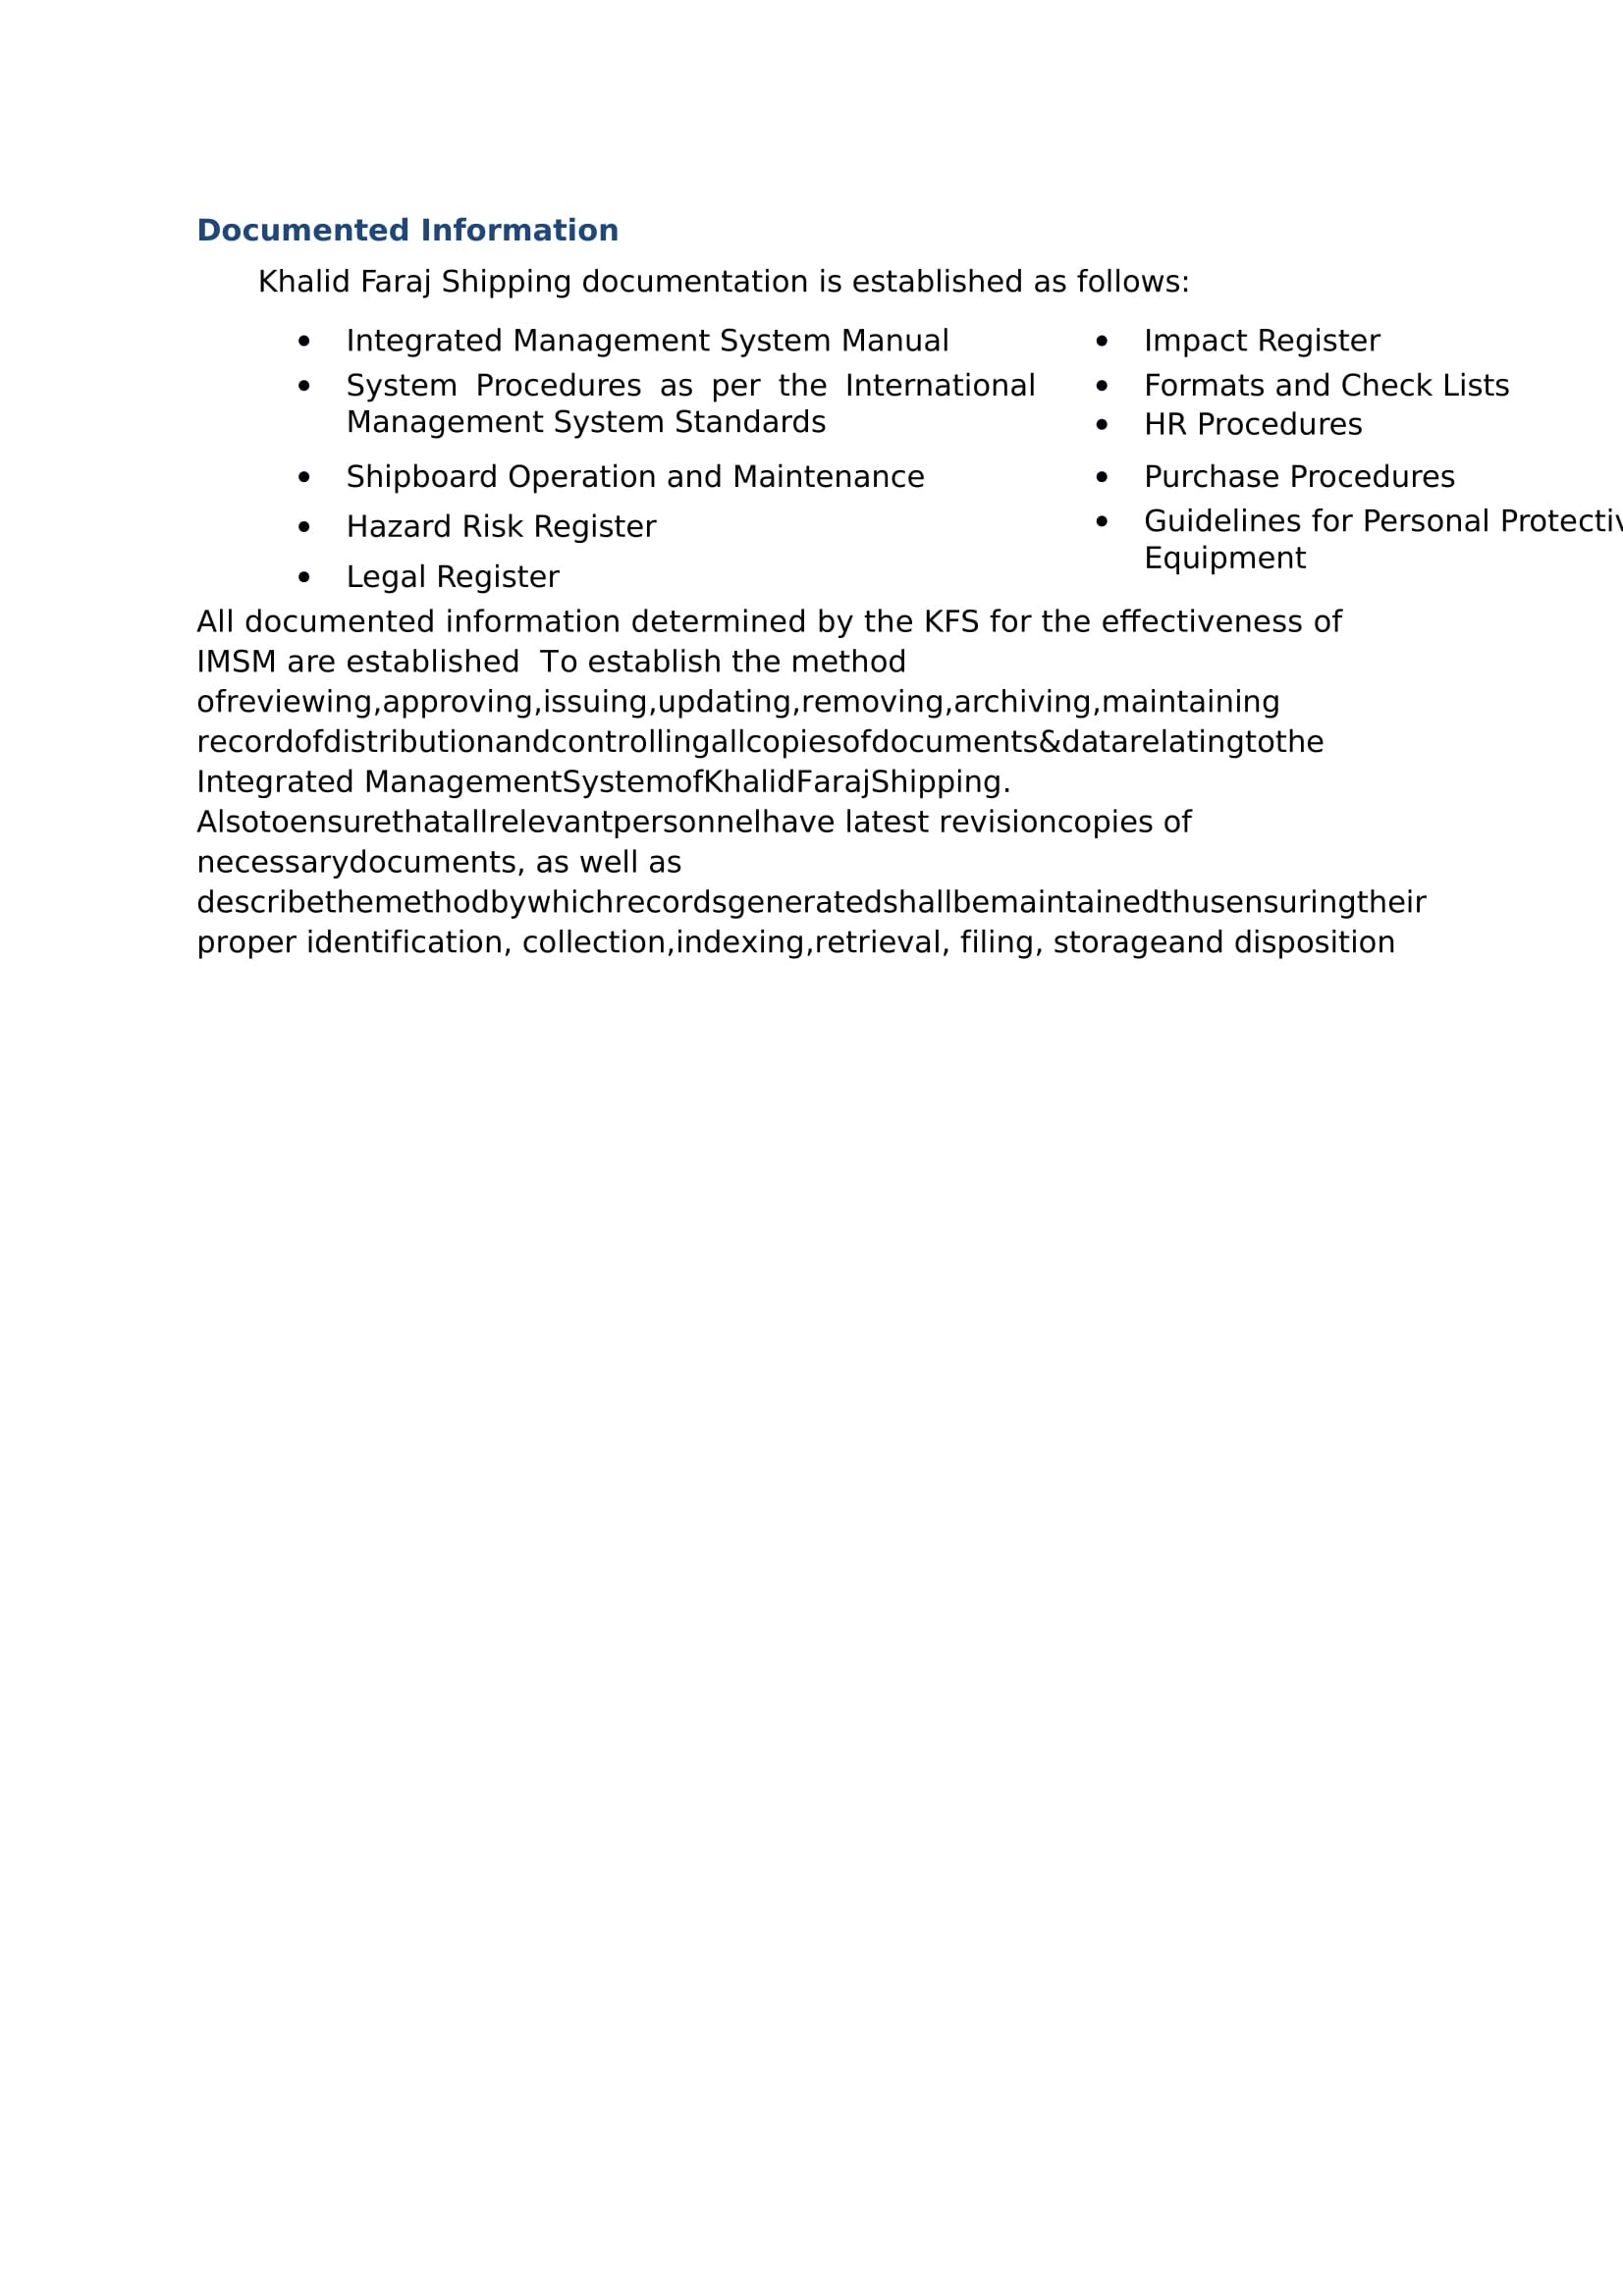 Documented Information
Khalid Faraj Shipping documentation is established as follows:
• Integrated Management System Manual
• System Procedures as per the International
Management System Standards
• Shipboard Operation and Maintenance
• Hazard Risk Register
• Legal Register
• Impact Register
• Formats and Check Lists
• HR Procedures
• Purchase Procedures
• Guidelines for Personal Protectiv
Equipment
All documented information determined by the KFS for the effectiveness of
IMSM are established  To establish the method
ofreviewing,approving,issuing,updating,removing,archiving,maintaining
recordofdistributionandcontrollingallcopiesofdocuments&datarelatingtothe
Integrated ManagementSystemofKhalidFarajShipping.
Alsotoensurethatallrelevantpersonnelhave latest revisioncopies of
necessarydocuments, as well as
describethemethodbywhichrecordsgeneratedshallbemaintainedthusensuringtheir
proper identification, collection,indexing,retrieval, filing, storageand disposition